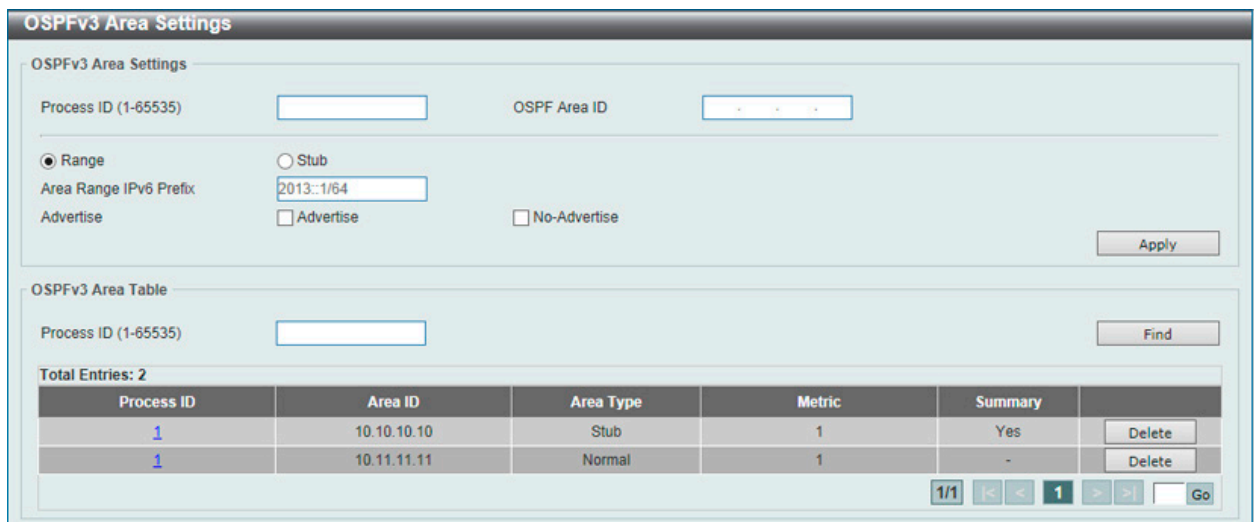 OSPFv3 Area Settings
OSPFv3 Area Settings
Process ID (1-65535) OSPF Area ID . . .
Range Stub
Area Range IPv6 Prefix 2013::1/64
Advertise Advertise No-Advertise
Apply
OSPFv3 Area Table
Process ID (1-65535) Find
Total Entries: 2
Process ID Area ID Area Type Metric Summary
1 10.10.10.10 Stub 1 Yes Delete
1 10.11.11.11 Normal 1 - Delete
1/1 |< < 1 > >| Go